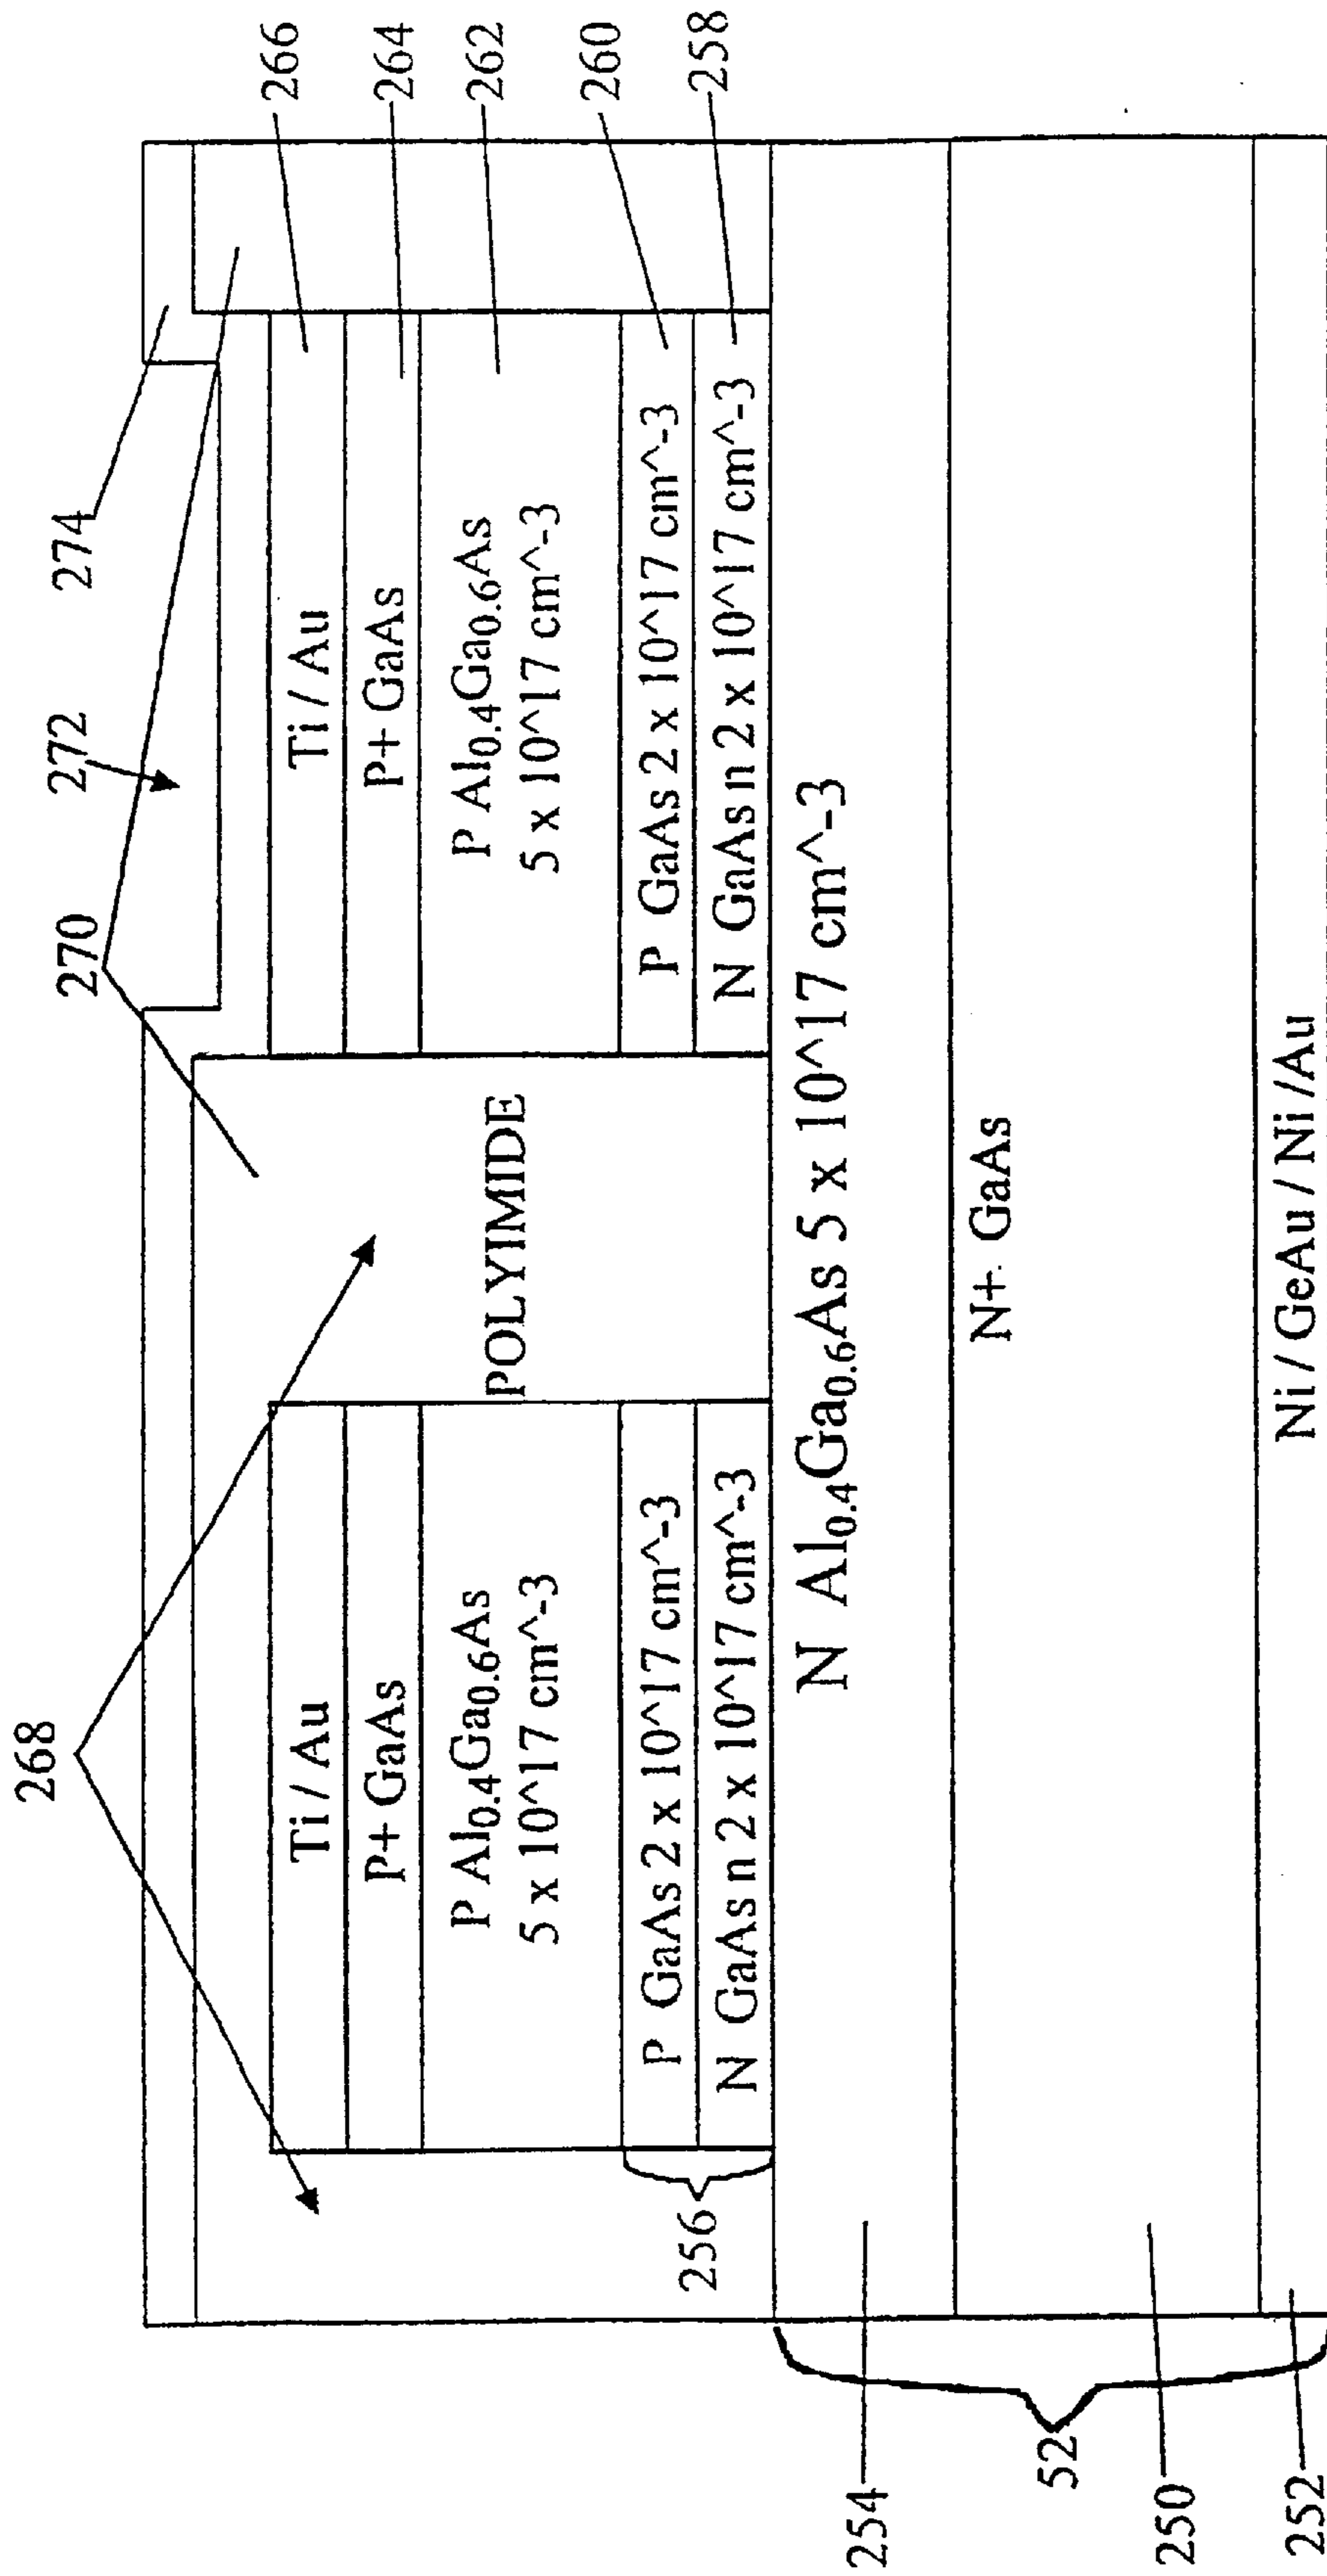 268
270
272
274
266
264
262
260
258
Ti / Au
P+ GaAs
P Al0.4Ga0.6As
5 x 10^17 cm^-3
P GaAs 2 x 10^17 cm^-3
N GaAs n 2 x 10^17 cm^-3
POLYIMIDE
Ti / Au
P+ GaAs
P Al0.4Ga0.6As
5 x 10^17 cm^-3
P GaAs 2 x 10^17 cm^-3
N GaAs n 2 x 10^17 cm^-3
256
N Al0.4Ga0.6As 5 x 10^17 cm^-3
N+ GaAs
Ni / GeAu / Ni /Au
254
52
250
252